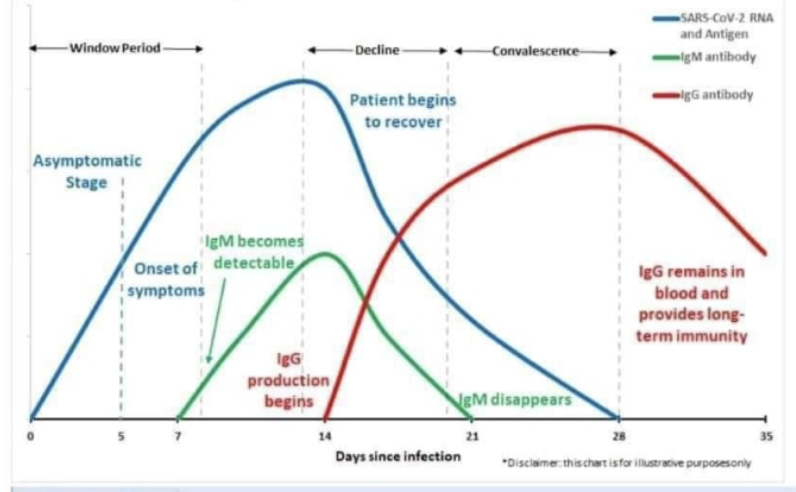 SARS-CoV-2 RNA
and Antigen
IgM antibody
IgG antibody
Window Period
Decline
Convalescence
Patient begins
to recover
Asymptomatic
Stage
IgM becomes
detectable
Onset of
symptoms
IgG remains in
blood and
provides long-
term immunity
IgG
production
begins
IgM disappears
0 5 7 14 21 28 35
Days since infection
*Disclaimer: this chart is for illustrative purposes only